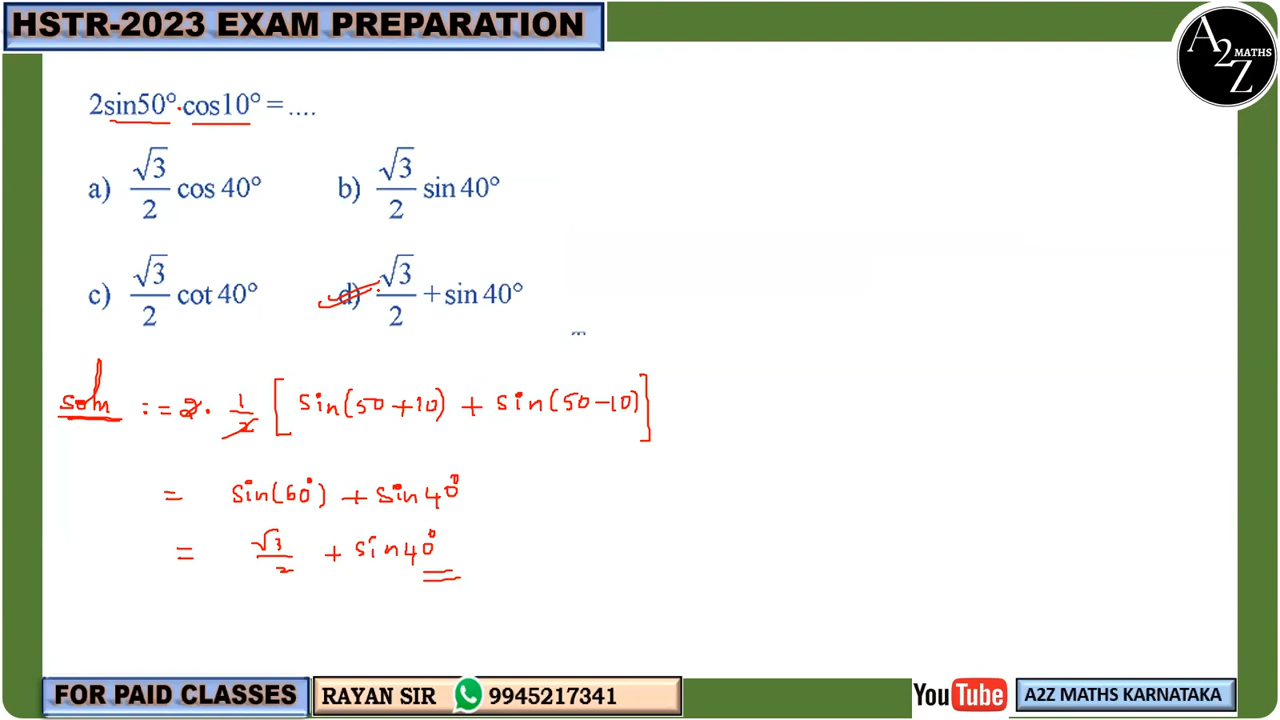 HSTR-2023 EXAM PREPARATION
A2Z MATHS
2sin50°·cos10° = ....
a) √3/2 cos 40° b) √3/2 sin 40°
c) √3/2 cot 40° d) √3/2 + sin 40°
soln := 2. 1/2 [sin(50+10) + sin(50-10)]
= sin(60°) + sin40°
= √3/2 + sin40°
FOR PAID CLASSES RAYAN SIR 9945217341 YouTube A2Z MATHS KARNATAKA